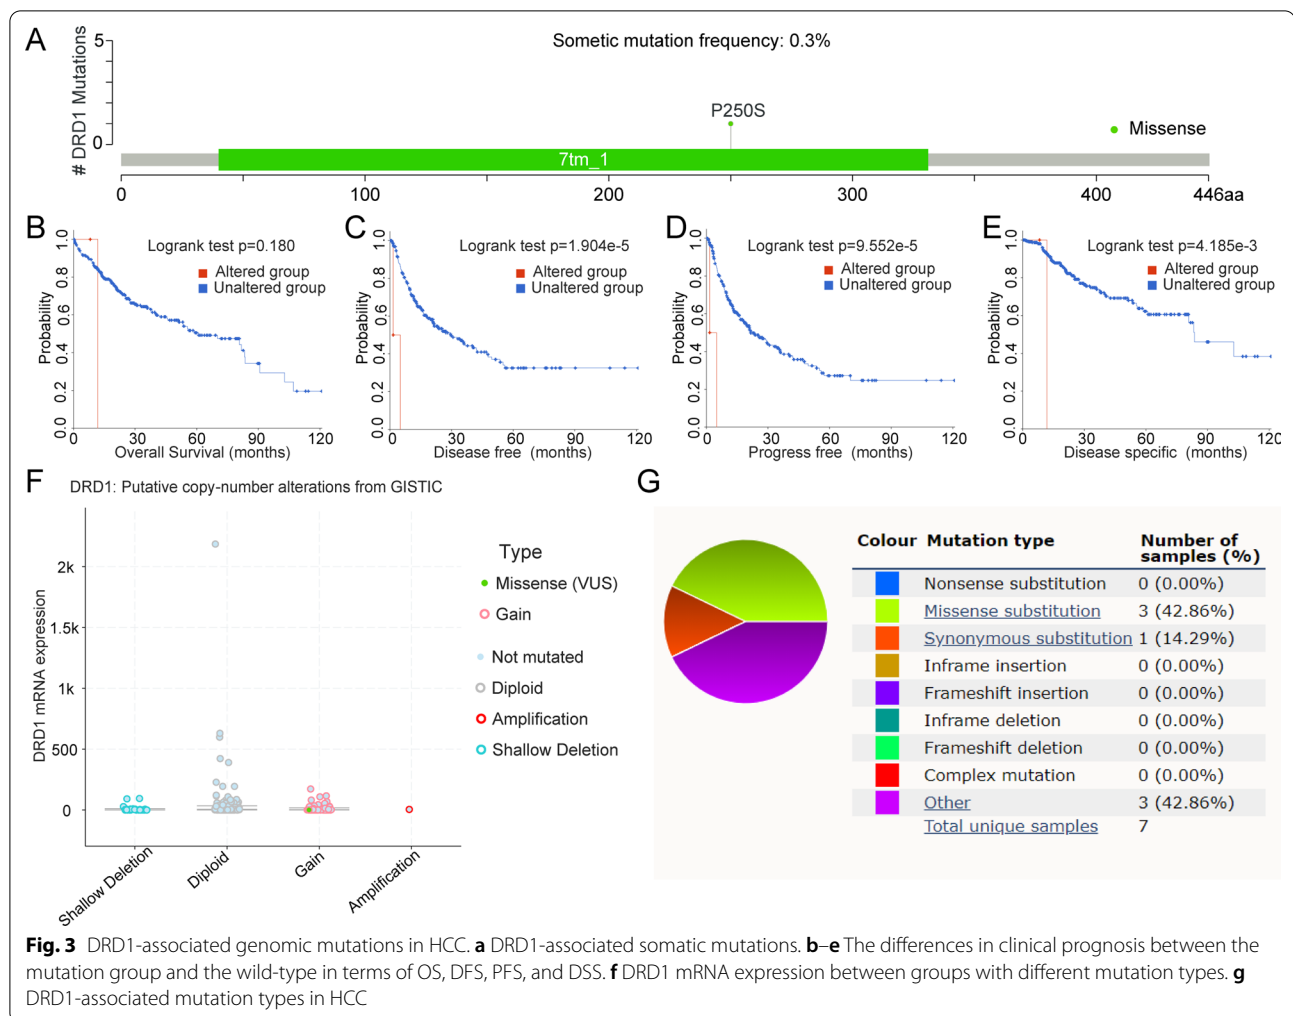 A
Sometic mutation frequency: 0.3%
# DRD1 Mutations
5
0
P250S
Missense
7tm_1
0
100
200
300
400
446aa
B
Logrank test p=0.180
Altered group
Unaltered group
Probability
1.0
0.8
0.6
0.4
0.2
0.0
0
30
60
90
120
Overall Survival (months)
C
Logrank test p=1.904e-5
Altered group
Unaltered group
Probability
1.0
0.8
0.6
0.4
0.2
0.0
0
30
60
90
120
Disease free (months)
D
Logrank test p=9.552e-5
Altered group
Unaltered group
Probability
1.0
0.8
0.6
0.4
0.2
0.0
0
30
60
90
120
Progress free (months)
E
Logrank test p=4.185e-3
Altered group
Unaltered group
Probability
1.0
0.8
0.6
0.4
0.2
0.0
0
30
60
90
120
Disease specific (months)
F
DRD1: Putative copy-number alterations from GISTIC
DRD1 mRNA expression
2k
1.5k
1k
500
0
Shallow Deletion
Diploid
Gain
Amplification
Type
Missense (VUS)
Gain
Not mutated
Diploid
Amplification
Shallow Deletion
G
Colour Mutation type Number of samples (%)
Nonsense substitution 0 (0.00%)
Missense substitution 3 (42.86%)
Synonymous substitution 1 (14.29%)
Inframe insertion 0 (0.00%)
Frameshift insertion 0 (0.00%)
Inframe deletion 0 (0.00%)
Frameshift deletion 0 (0.00%)
Complex mutation 0 (0.00%)
Other 3 (42.86%)
Total unique samples 7
Fig. 3 DRD1-associated genomic mutations in HCC. a DRD1-associated somatic mutations. b–e The differences in clinical prognosis between the
mutation group and the wild-type in terms of OS, DFS, PFS, and DSS. f DRD1 mRNA expression between groups with different mutation types. g
DRD1-associated mutation types in HCC